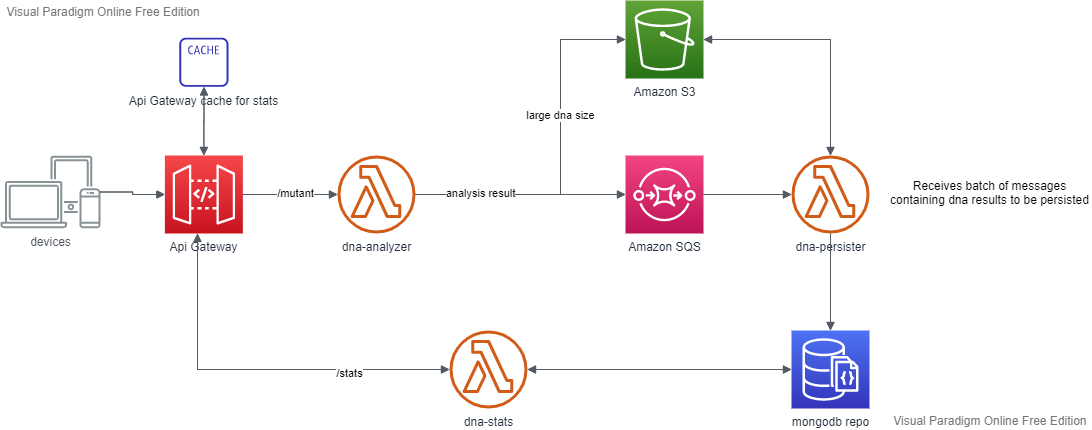 Visual Paradigm Online Free Edition
CACHE
Api Gateway cache for stats
Amazon S3
large dna size
devices
Api Gateway
/mutant
dna-analyzer
analysis result
Amazon SQS
dna-persister
Receives batch of messages
containing dna results to be persisted
/stats
dna-stats
mongodb repo
Visual Paradigm Online Free Edition